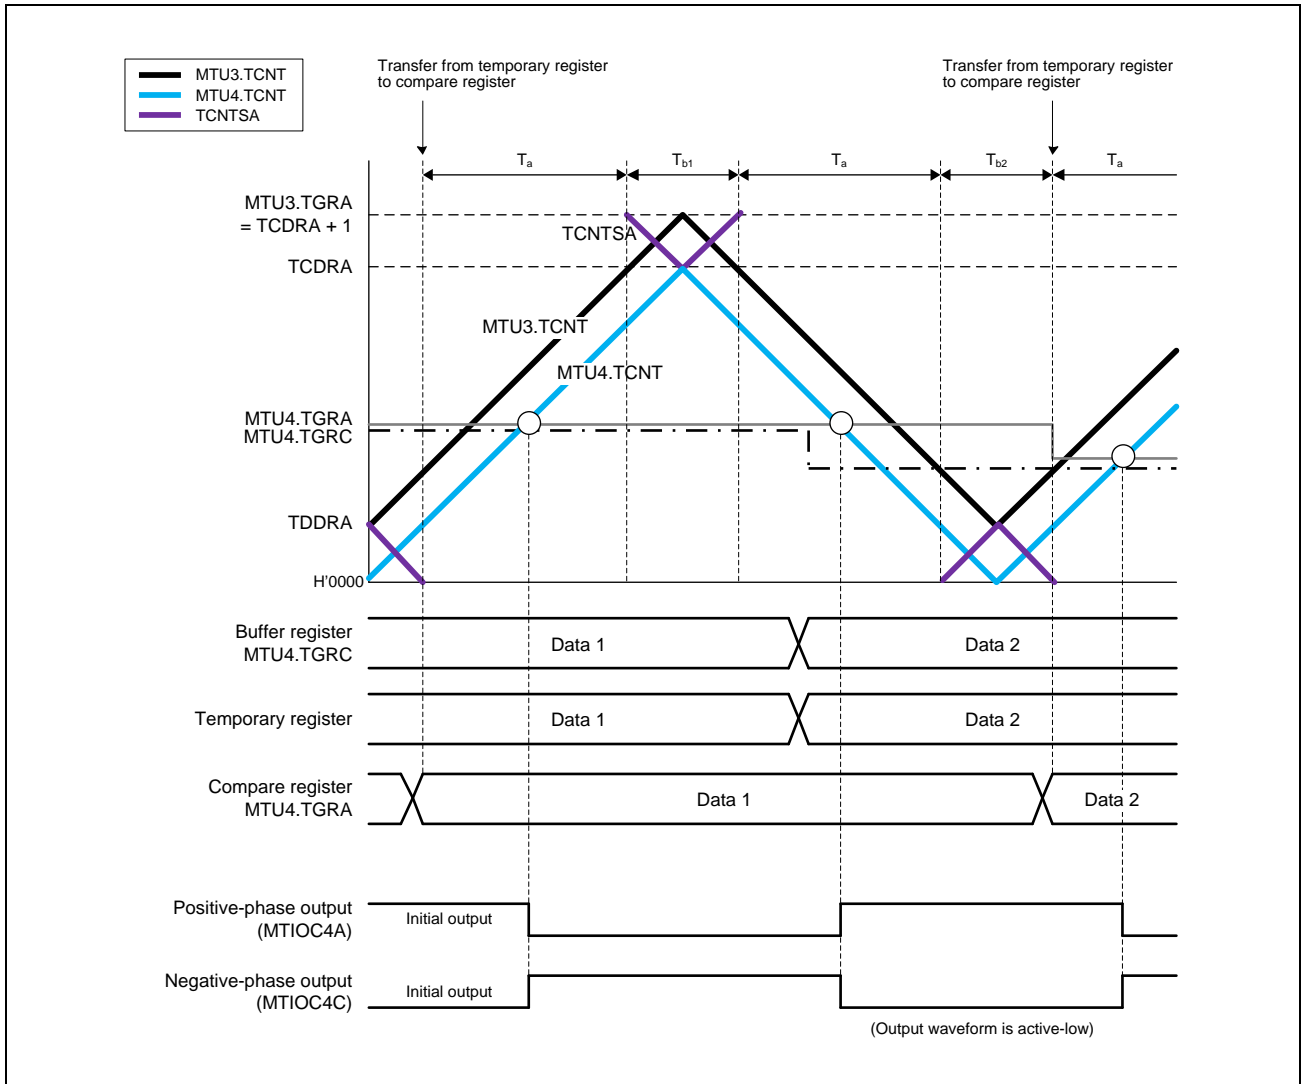 MTU3.TCNT
MTU4.TCNT
TCNTSA
Transfer from temporary register
to compare register
Transfer from temporary register
to compare register
Ta
Tb1
Ta
Tb2
Ta
MTU3.TGRA
= TCDRA + 1
TCNTSA
TCDRA
MTU3.TCNT
MTU4.TCNT
MTU4.TGRA
MTU4.TGRC
TDDRA
H'0000
Buffer register
MTU4.TGRC
Data 1
Data 2
Temporary register
Data 1
Data 2
Compare register
MTU4.TGRA
Data 1
Data 2
Positive-phase output
(MTIOC4A)
Initial output
Negative-phase output
(MTIOC4C)
Initial output
(Output waveform is active-low)